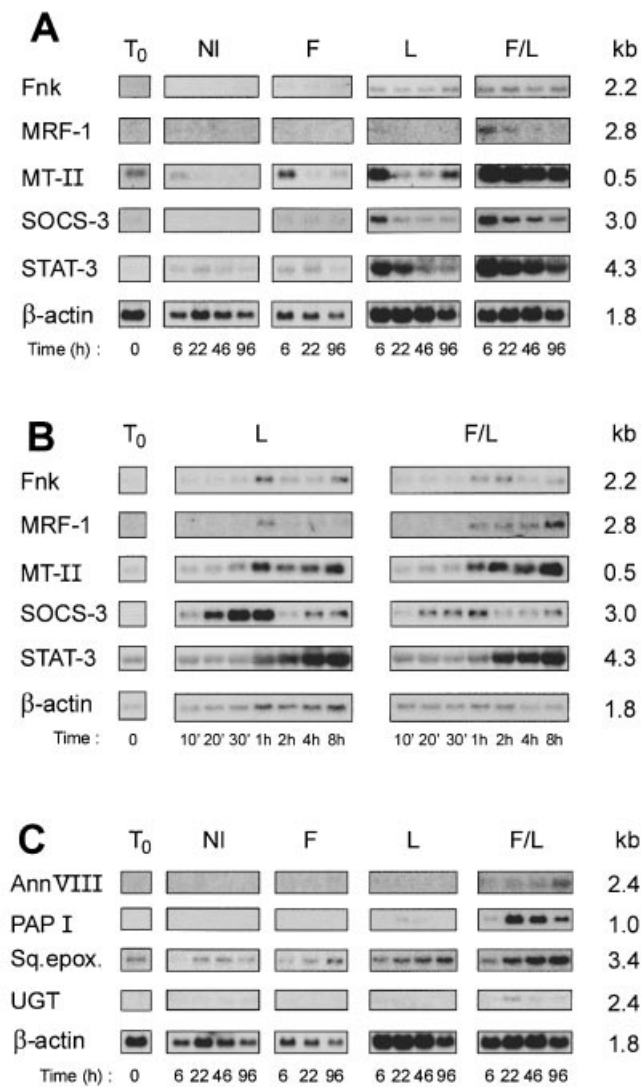 A
T0 NI F L F/L kb
Fnk 2.2
MRF-1 2.8
MT-II 0.5
SOCS-3 3.0
STAT-3 4.3
β-actin 1.8
Time (h) : 0 6 22 46 96 6 22 96 6 22 46 96 6 22 46 96
B
T0 L F/L kb
Fnk 2.2
MRF-1 2.8
MT-II 0.5
SOCS-3 3.0
STAT-3 4.3
β-actin 1.8
Time : 0 10' 20' 30' 1h 2h 4h 8h 10' 20' 30' 1h 2h 4h 8h
C
T0 NI F L F/L kb
Ann VIII 2.4
PAP I 1.0
Sq.epox. 3.4
UGT 2.4
β-actin 1.8
Time (h) : 0 6 22 46 96 6 22 96 6 22 46 96 6 22 46 96